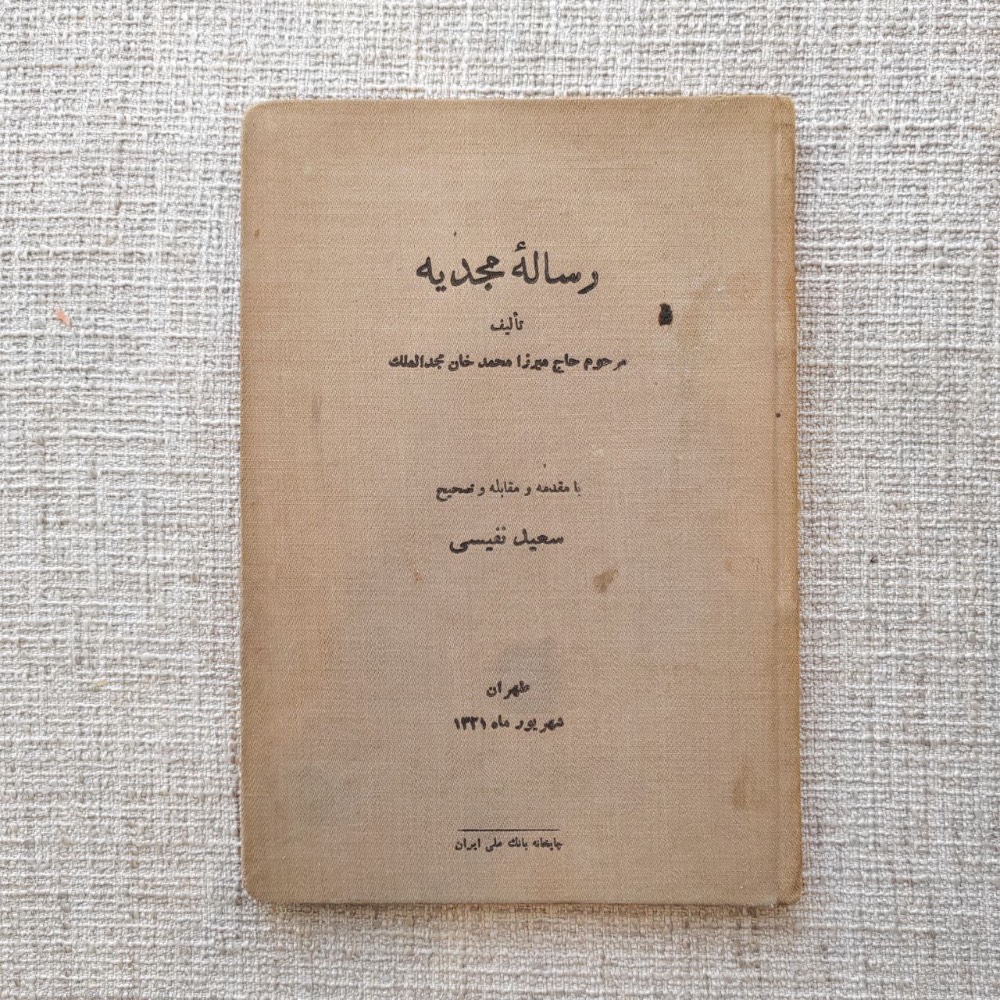 رسالهٔ مجدیه
تألیف
مرحوم حاج میرزا محمد خان مجدالملک
با مقدمه و مقابله و تصحیح
سعید نفیسی
طهران
شهریور ماه ۱۳۲۱
چاپخانه بانک ملی ایران